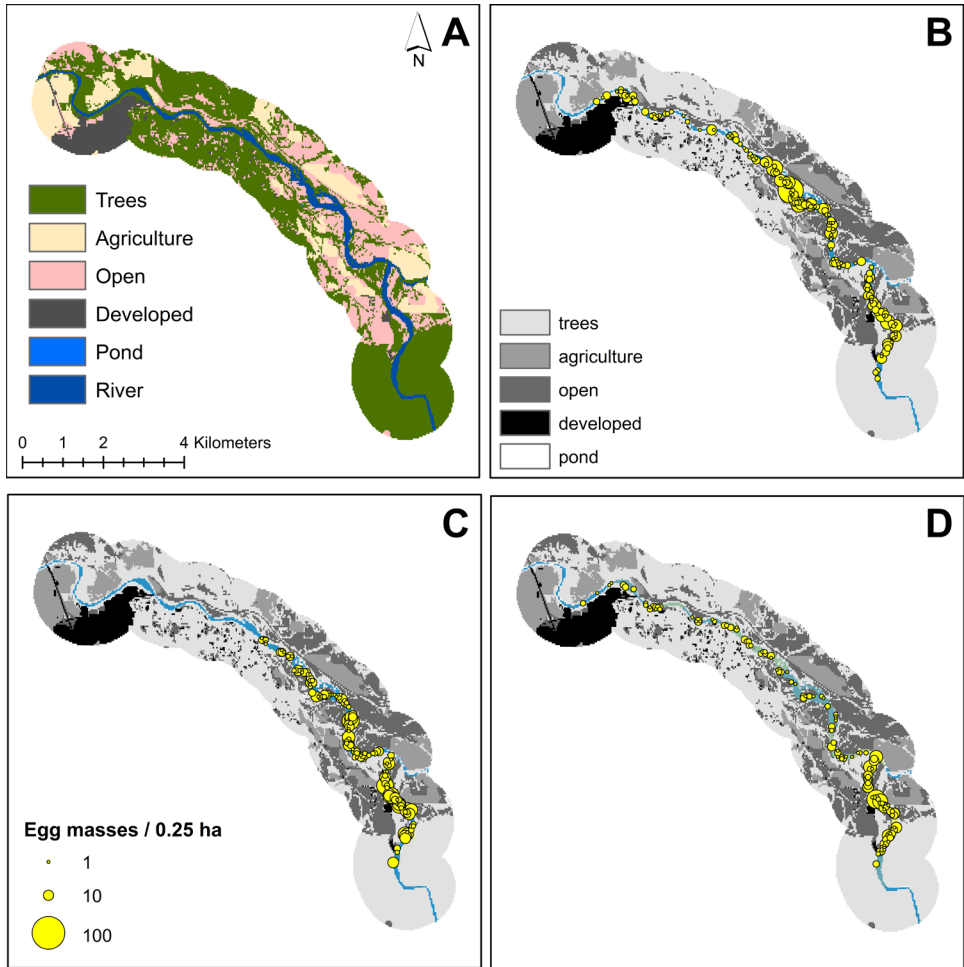 A
N
Trees
Agriculture
Open
Developed
Pond
River
0 1 2 4 Kilometers
B
trees
agriculture
open
developed
pond
C
Egg masses / 0.25 ha
1
10
100
D